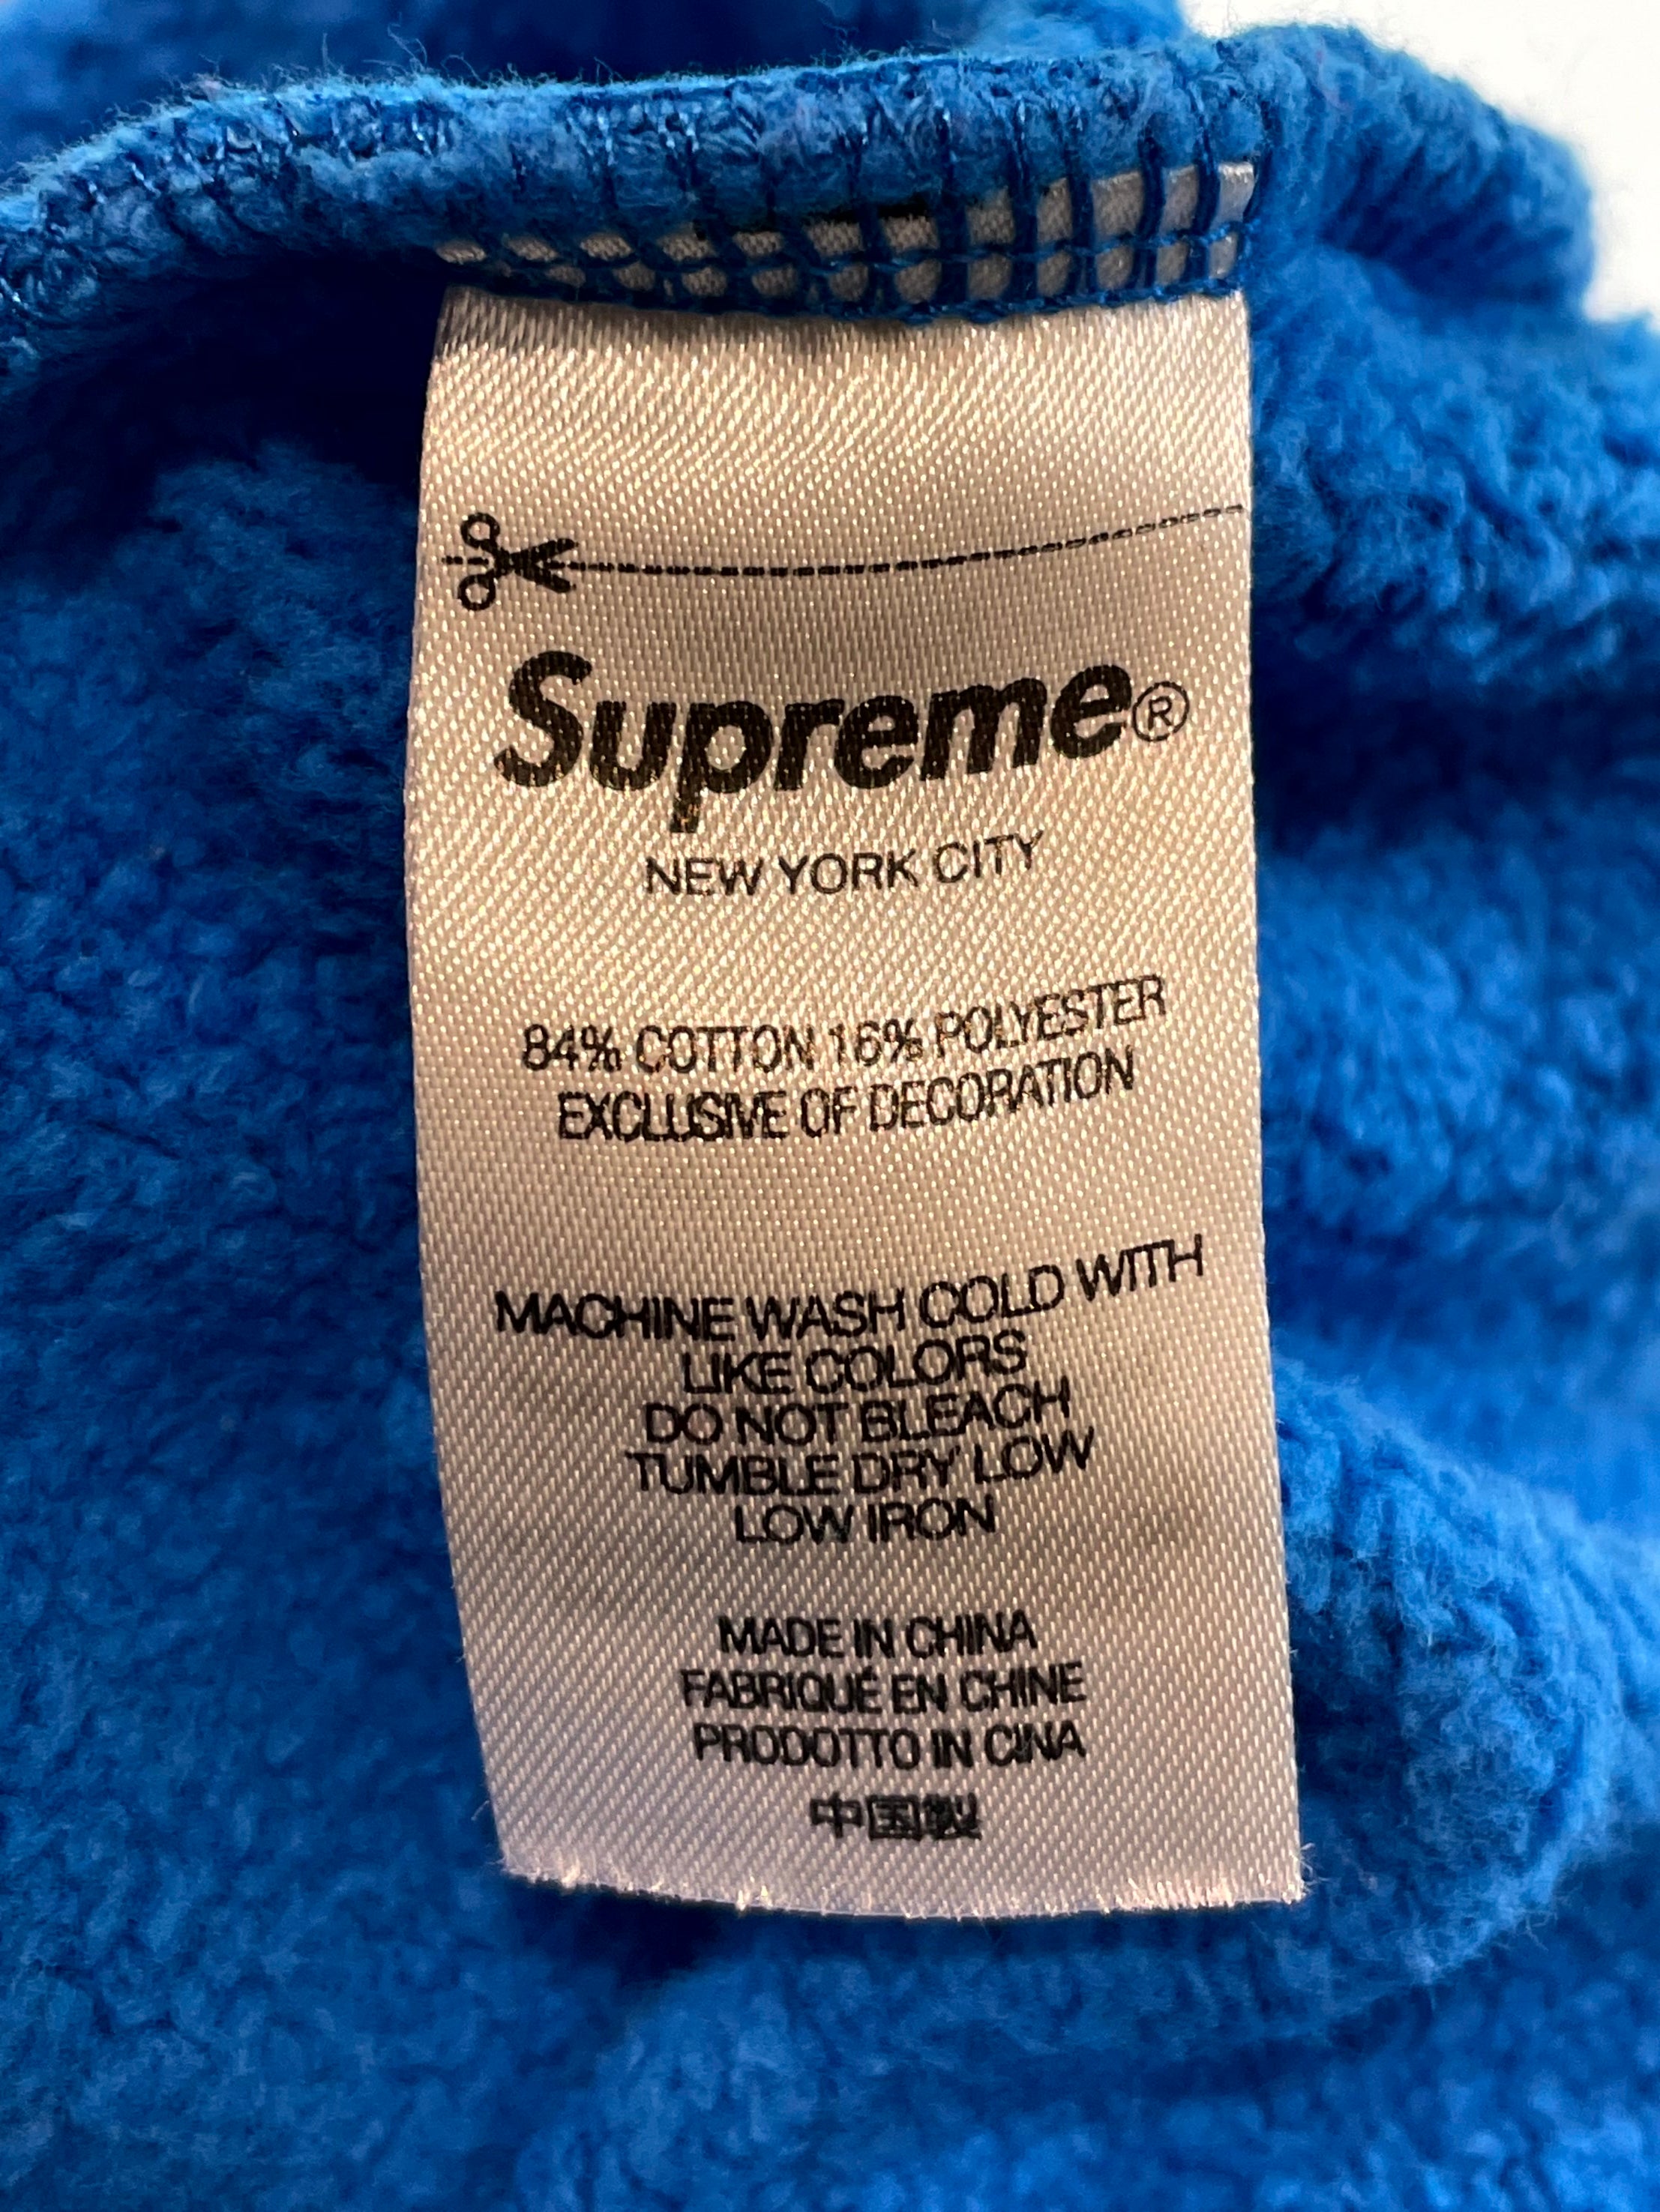 Supreme®
NEW YORK CITY
84% COTTON 16% POLYESTER
EXCLUSIVE OF DECORATION
MACHINE WASH COLD WITH
LIKE COLORS
DO NOT BLEACH
TUMBLE DRY LOW
LOW IRON
MADE IN CHINA
FABRIQUÉ EN CHINE
PRODOTTO IN CINA
中国製